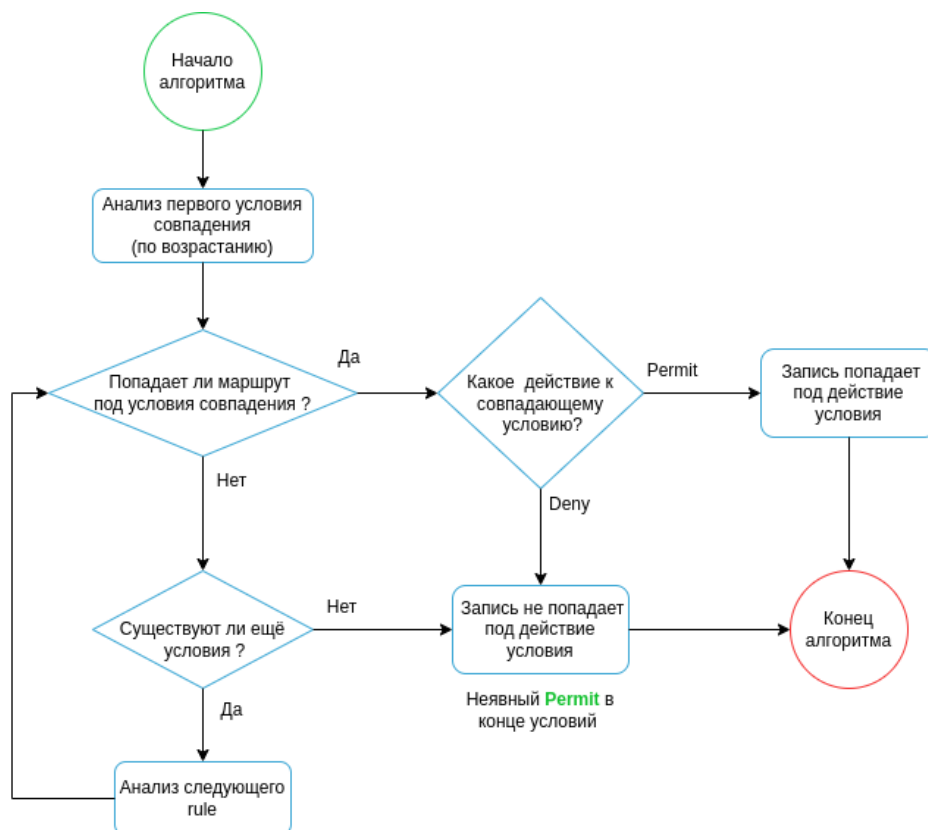 Начало
алгоритма
Анализ первого условия
совпадения
(по возрастанию)
Попадает ли маршрут
под условия совпадения ?
Да
Какое действие к
совпадающему
условию?
Permit
Запись попадает
под действие
условия
Нет
Deny
Существуют ли ещё
условия ?
Нет
Запись не попадает
под действие
условия
Конец
алгоритма
Неявный Permit в
конце условий
Да
Анализ следующего
rule